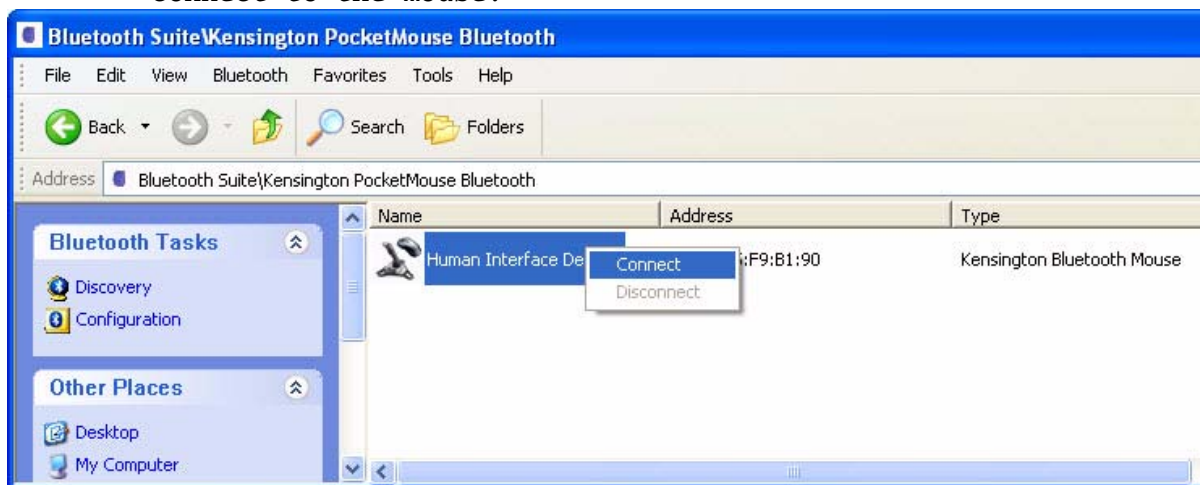 Bluetooth Suite\Kensington PocketMouse Bluetooth
File Edit View Bluetooth Favorites Tools Help
Back Search Folders
Address Bluetooth Suite\Kensington PocketMouse Bluetooth
Name Address Type
Bluetooth Tasks
Human Interface De Connect :F9:B1:90 Kensington Bluetooth Mouse
Disconnect
Discovery
Configuration
Other Places
Desktop
My Computer